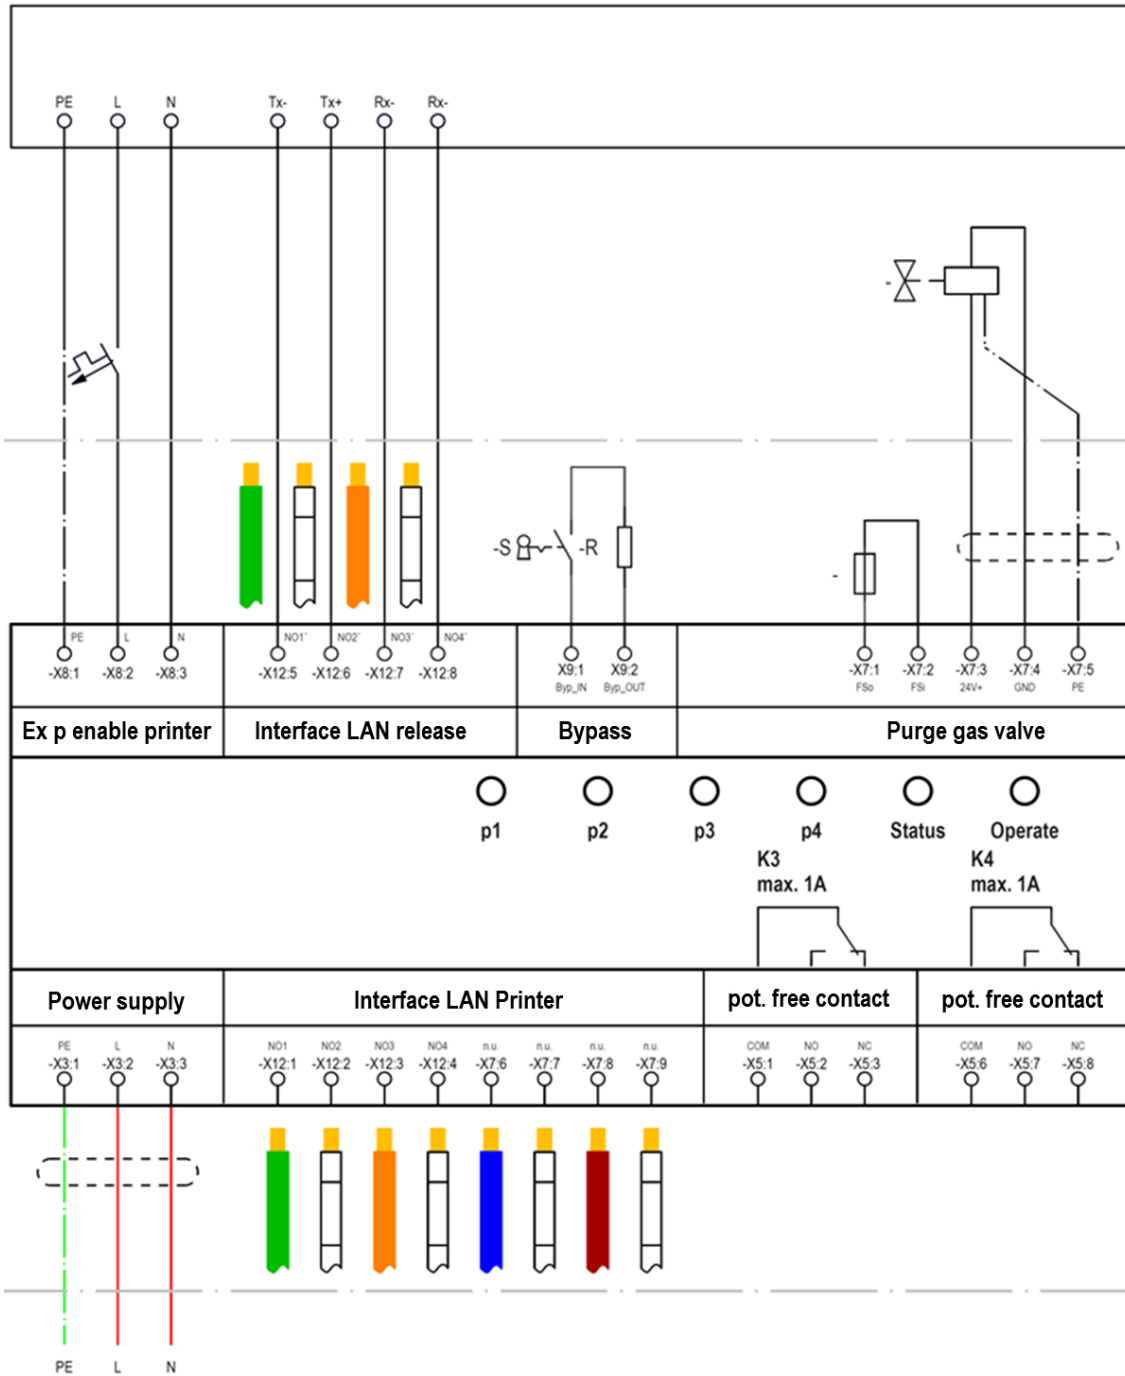 PE L N Tx- Tx+ Rx- Rx-
-
-S -R
-
PE L N NO1´ NO2´ NO3´ NO4´
-X8:1 -X8:2 -X8:3 -X12:5 -X12:6 -X12:7 -X12:8 X9:1 X9:2 -X7:1 -X7:2 -X7:3 -X7:4 -X7:5
Byp_IN Byp_OUT FSo FSi 24V+ GND PE
Ex p enable printer Interface LAN release Bypass Purge gas valve
p1 p2 p3 p4 Status Operate
K3 K4
max. 1A max. 1A
Power supply Interface LAN Printer pot. free contact pot. free contact
PE L N NO1 NO2 NO3 NO4 n.u. n.u. n.u. n.u. COM NO NC COM NO NC
-X3:1 -X3:2 -X3:3 -X12:1 -X12:2 -X12:3 -X12:4 -X7:6 -X7:7 -X7:8 -X7:9 -X5:1 -X5:2 -X5:3 -X5:6 -X5:7 -X5:8
PE L N